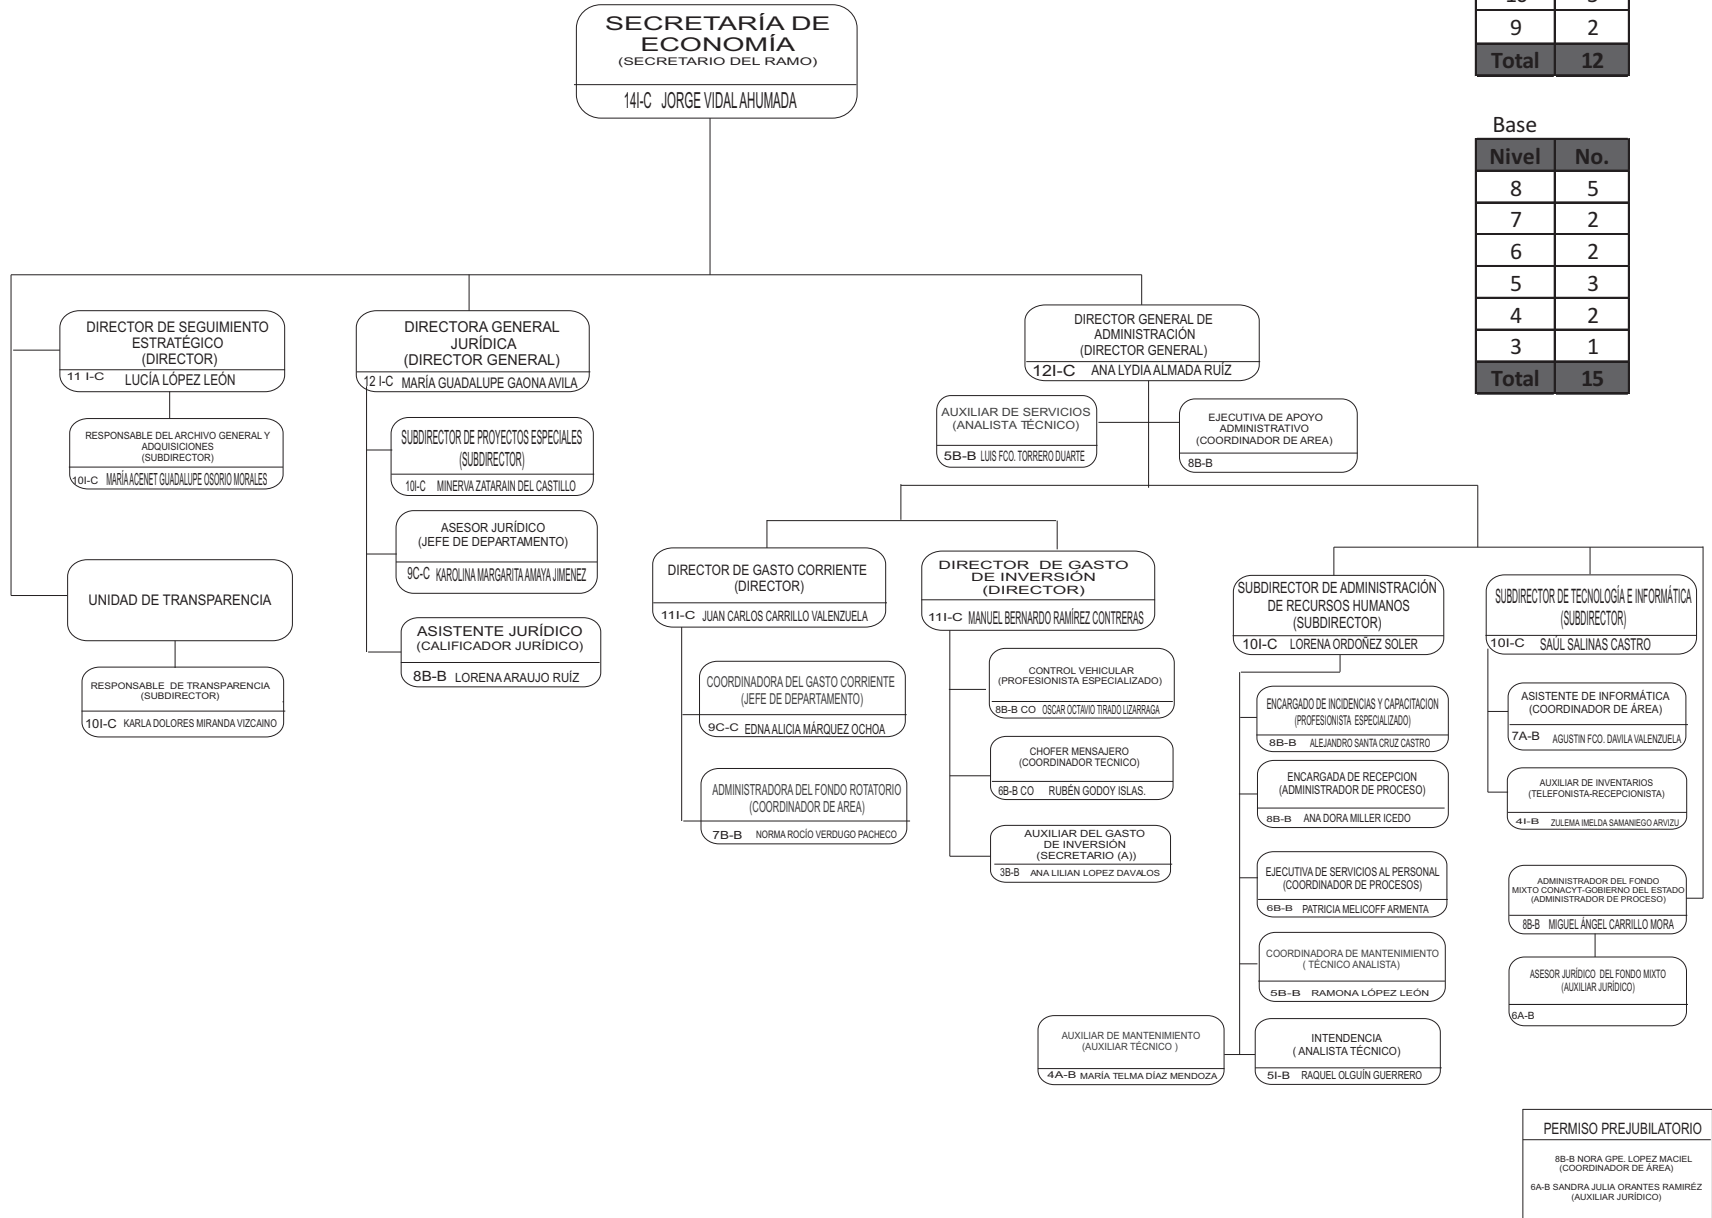 SECRETARÍA DE
ECONOMÍA
(SECRETARIO DEL RAMO)
14I-C JORGE VIDAL AHUMADA
9 2
Total 12
Base
Nivel No.
8 5
7 2
6 2
5 3
4 2
3 1
Total 15
DIRECTOR DE SEGUIMIENTO
ESTRATÉGICO
(DIRECTOR)
11 I-C LUCÍA LÓPEZ LEÓN
RESPONSABLE DEL ARCHIVO GENERAL Y
ADQUISICIONES
(SUBDIRECTOR)
10I-C MARÍA ACENET GUADALUPE OSORIO MORALES
UNIDAD DE TRANSPARENCIA
RESPONSABLE DE TRANSPARENCIA
(SUBDIRECTOR)
10I-C KARLA DOLORES MIRANDA VIZCAINO
DIRECTORA GENERAL
JURÍDICA
(DIRECTOR GENERAL)
12 I-C MARÍA GUADALUPE GAONA AVILA
SUBDIRECTOR DE PROYECTOS ESPECIALES
(SUBDIRECTOR)
10I-C MINERVA ZATARAIN DEL CASTILLO
ASESOR JURÍDICO
(JEFE DE DEPARTAMENTO)
9C-C KAROLINA MARGARITA AMAYA JIMENEZ
ASISTENTE JURÍDICO
(CALIFICADOR JURÍDICO)
8B-B LORENA ARAUJO RUÍZ
DIRECTOR GENERAL DE
ADMINISTRACIÓN
(DIRECTOR GENERAL)
12I-C ANA LYDIA ALMADA RUÍZ
AUXILIAR DE SERVICIOS
(ANALISTA TÉCNICO)
5B-B LUIS FCO. TORRERO DUARTE
EJECUTIVA DE APOYO
ADMINISTRATIVO
(COORDINADOR DE AREA)
8B-B
DIRECTOR DE GASTO CORRIENTE
(DIRECTOR)
11I-C JUAN CARLOS CARRILLO VALENZUELA
COORDINADORA DEL GASTO CORRIENTE
(JEFE DE DEPARTAMENTO)
9C-C EDNA ALICIA MÁRQUEZ OCHOA
ADMINISTRADORA DEL FONDO ROTATORIO
(COORDINADOR DE AREA)
7B-B NORMA ROCÍO VERDUGO PACHECO
DIRECTOR DE GASTO
DE INVERSIÓN
(DIRECTOR)
11I-C MANUEL BERNARDO RAMÍREZ CONTRERAS
CONTROL VEHICULAR
(PROFESIONISTA ESPECIALIZADO)
8B-B CO OSCAR OCTAVIO TIRADO LIZARRAGA
CHOFER MENSAJERO
(COORDINADOR TECNICO)
6B-B CO RUBÉN GODOY ISLAS.
AUXILIAR DEL GASTO
DE INVERSIÓN
(SECRETARIO (A))
3B-B ANA LILIAN LOPEZ DAVALOS
SUBDIRECTOR DE ADMINISTRACIÓN
DE RECURSOS HUMANOS
(SUBDIRECTOR)
10I-C LORENA ORDOÑEZ SOLER
ENCARGADO DE INCIDENCIAS Y CAPACITACION
(PROFESIONISTA ESPECIALIZADO)
8B-B ALEJANDRO SANTA CRUZ CASTRO
ENCARGADA DE RECEPCION
(ADMINISTRADOR DE PROCESO)
8B-B ANA DORA MILLER ICEDO
EJECUTIVA DE SERVICIOS AL PERSONAL
(COORDINADOR DE PROCESOS)
6B-B PATRICIA MELICOFF ARMENTA
COORDINADORA DE MANTENIMIENTO
( TÉCNICO ANALISTA)
5B-B RAMONA LÓPEZ LEÓN
AUXILIAR DE MANTENIMIENTO
(AUXILIAR TÉCNICO )
4A-B MARÍA TELMA DÍAZ MENDOZA
INTENDENCIA
( ANALISTA TÉCNICO)
5I-B RAQUEL OLGUÍN GUERRERO
SUBDIRECTOR DE TECNOLOGÍA E INFORMÁTICA
(SUBDIRECTOR)
10I-C SAÚL SALINAS CASTRO
ASISTENTE DE INFORMÁTICA
(COORDINADOR DE ÁREA)
7A-B AGUSTIN FCO. DAVILA VALENZUELA
AUXILIAR DE INVENTARIOS
(TELEFONISTA-RECEPCIONISTA)
4I-B ZULEMA IMELDA SAMANIEGO ARVIZU
ADMINISTRADOR DEL FONDO
MIXTO CONACYT-GOBIERNO DEL ESTADO
(ADMINISTRADOR DE PROCESO)
8B-B MIGUEL ÁNGEL CARRILLO MORA
ASESOR JURÍDICO DEL FONDO MIXTO
(AUXILIAR JURÍDICO)
6A-B
PERMISO PREJUBILATORIO
8B-B NORA GPE. LOPEZ MACIEL
(COORDINADOR DE ÁREA)
6A-B SANDRA JULIA ORANTES RAMIRÉZ
(AUXILIAR JURÍDICO)